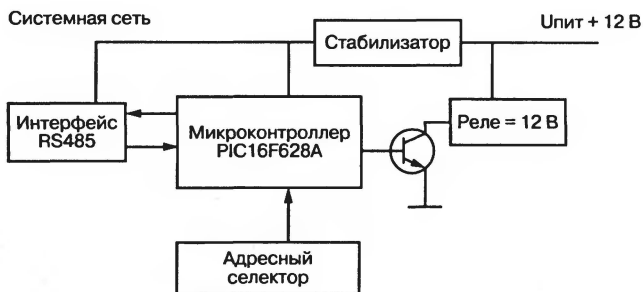 Системная сеть
Uпит + 12 В
Стабилизатор
Интерфейс
RS485
Микроконтроллер
PIC16F628A
Реле = 12 В
Адресный
селектор